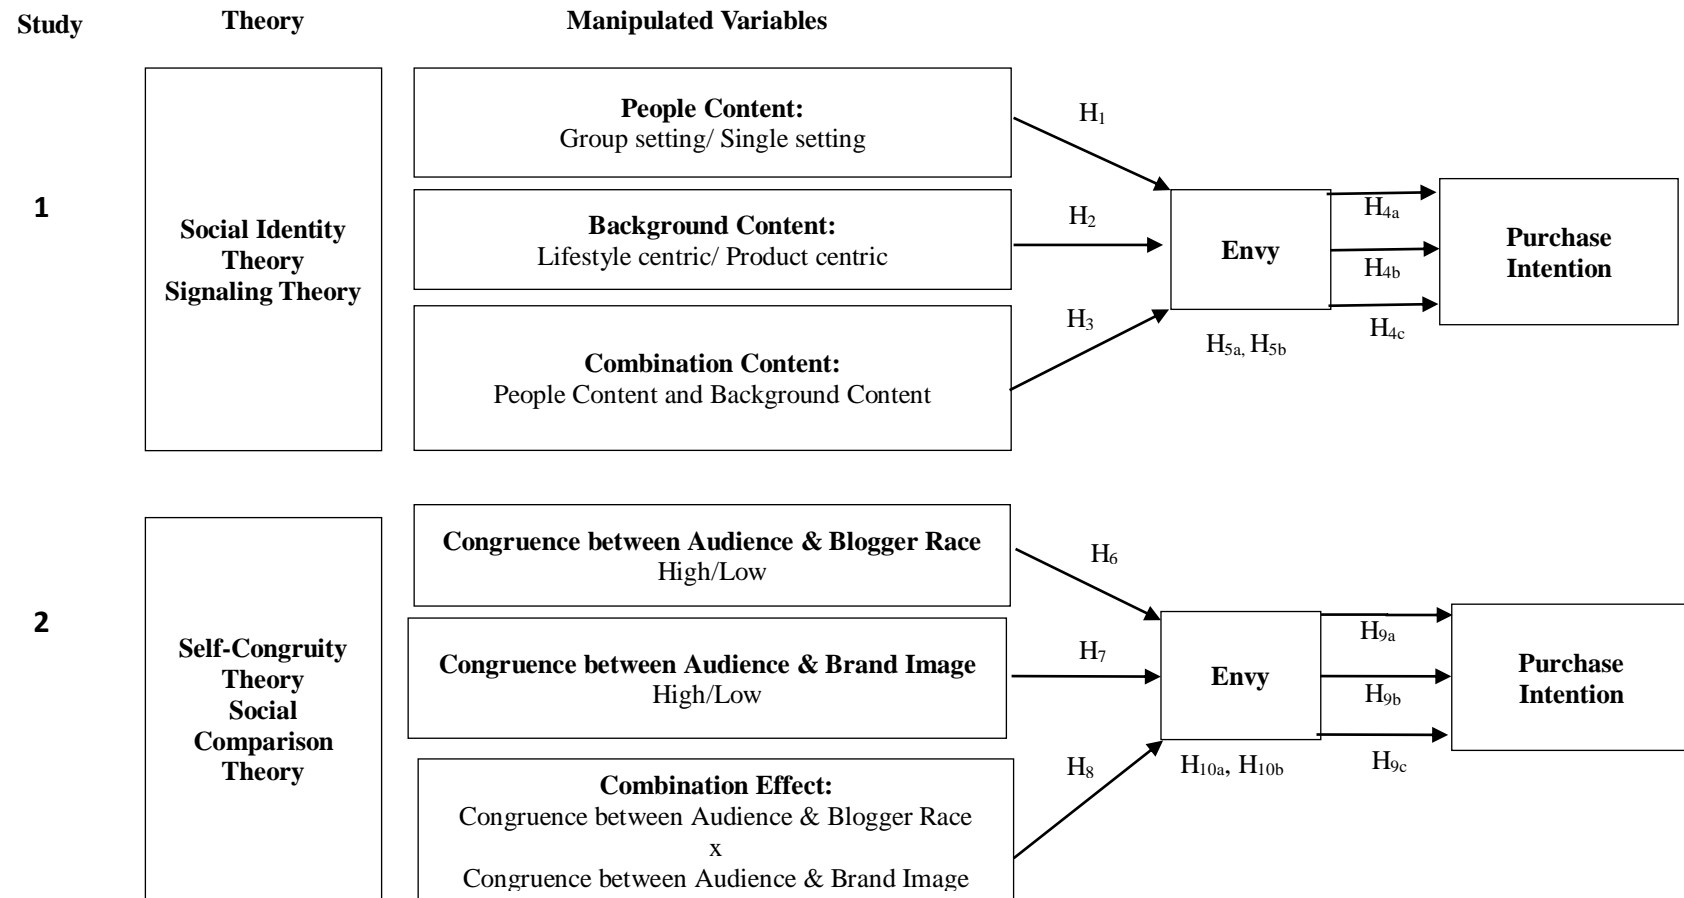 Study Theory Manipulated Variables
1
Social Identity
Theory
Signaling Theory
People Content:
Group setting/ Single setting
Background Content:
Lifestyle centric/ Product centric
Combination Content:
People Content and Background Content
H1
H2
H3
Envy
H5a, H5b
H4a
H4b
H4c
Purchase
Intention
2
Self-Congruity
Theory
Social
Comparison
Theory
Congruence between Audience & Blogger Race
High/Low
Congruence between Audience & Brand Image
High/Low
Combination Effect:
Congruence between Audience & Blogger Race
x
Congruence between Audience & Brand Image
H6
H7
H8
Envy
H10a, H10b
H9a
H9b
H9c
Purchase
Intention